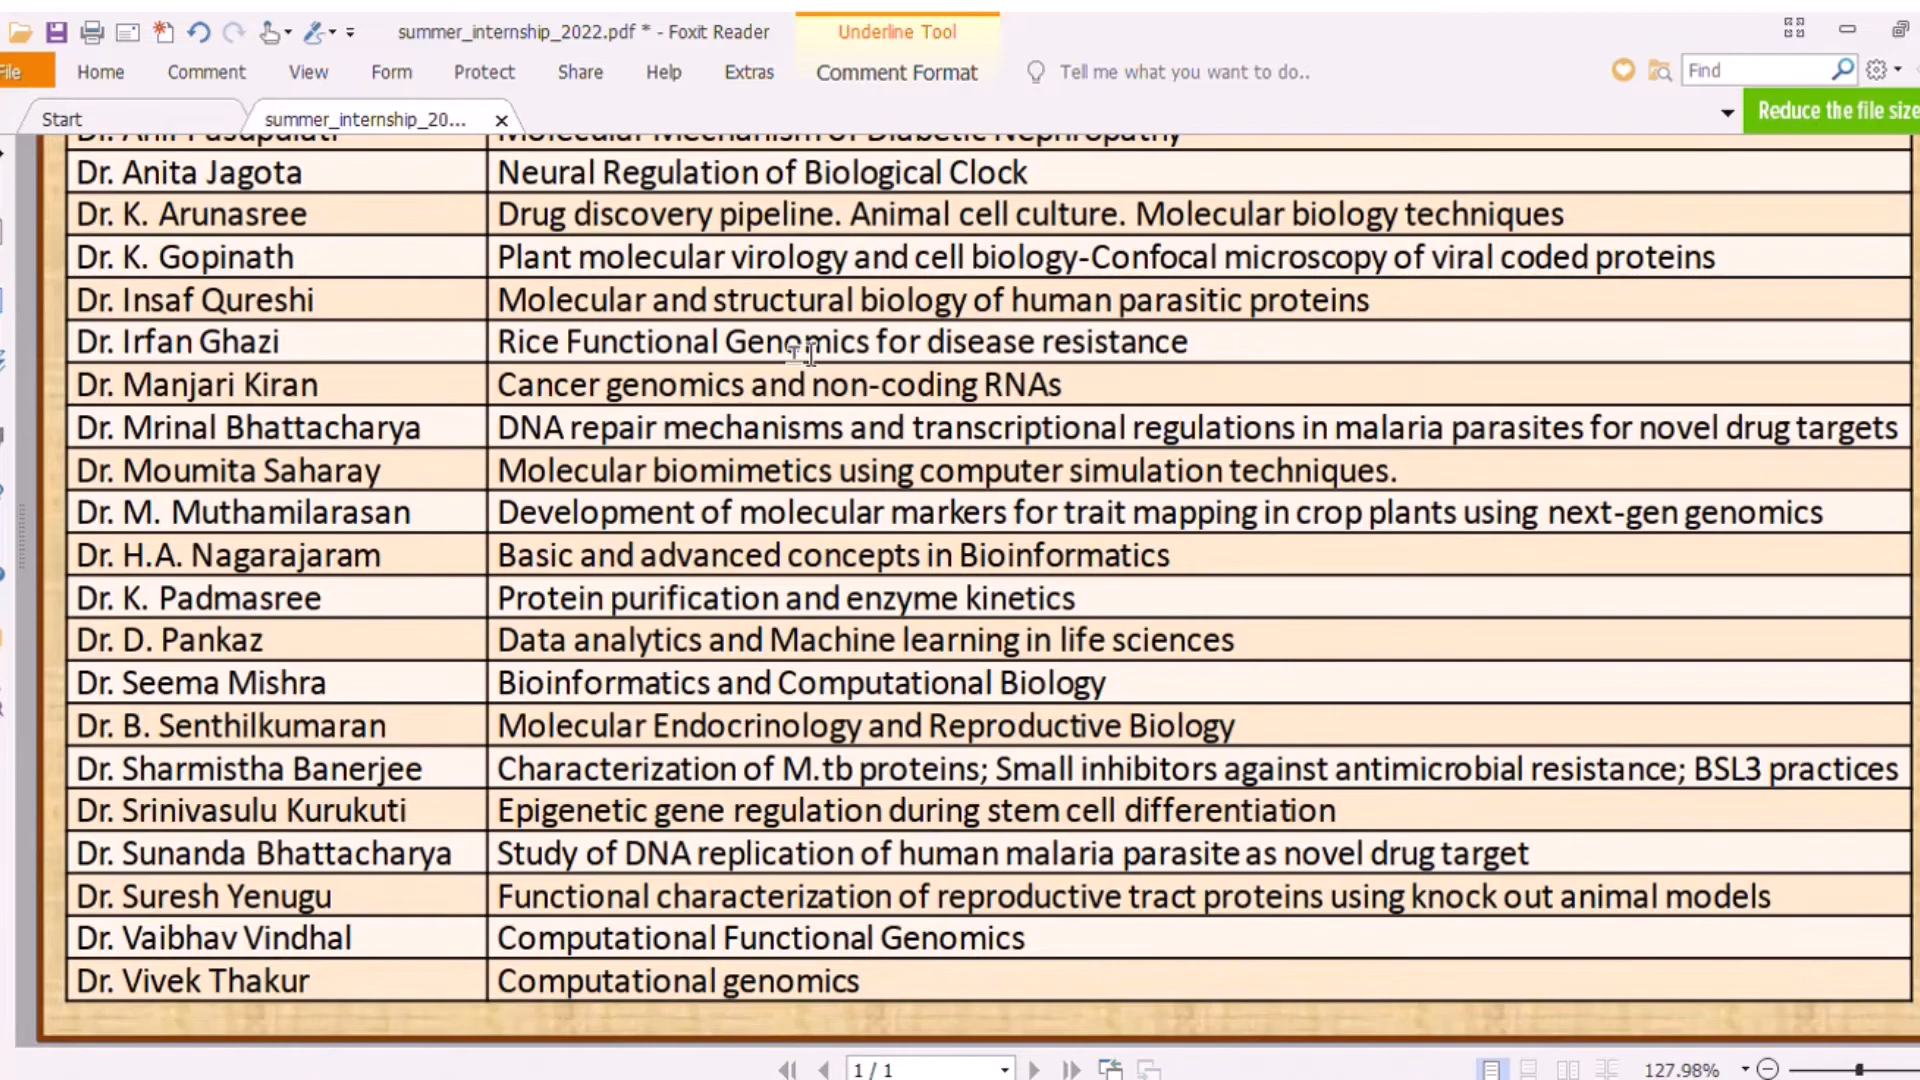 summer_internship_2022.pdf * - Foxit Reader
Underline Tool
File Home Comment View Form Protect Share Help Extras Comment Format Tell me what you want to do.. Find
Start summer_internship_20... Reduce the file size
Molecular Mechanism of Diabetic Nephropathy
Dr. Anita Jagota Neural Regulation of Biological Clock
Dr. K. Arunasree Drug discovery pipeline. Animal cell culture. Molecular biology techniques
Dr. K. Gopinath Plant molecular virology and cell biology-Confocal microscopy of viral coded proteins
Dr. Insaf Qureshi Molecular and structural biology of human parasitic proteins
Dr. Irfan Ghazi Rice Functional Genomics for disease resistance
Dr. Manjari Kiran Cancer genomics and non-coding RNAs
Dr. Mrinal Bhattacharya DNA repair mechanisms and transcriptional regulations in malaria parasites for novel drug targets
Dr. Moumita Saharay Molecular biomimetics using computer simulation techniques.
Dr. M. Muthamilarasan Development of molecular markers for trait mapping in crop plants using next-gen genomics
Dr. H.A. Nagarajaram Basic and advanced concepts in Bioinformatics
Dr. K. Padmasree Protein purification and enzyme kinetics
Dr. D. Pankaz Data analytics and Machine learning in life sciences
Dr. Seema Mishra Bioinformatics and Computational Biology
Dr. B. Senthilkumaran Molecular Endocrinology and Reproductive Biology
Dr. Sharmistha Banerjee Characterization of M.tb proteins; Small inhibitors against antimicrobial resistance; BSL3 practices
Dr. Srinivasulu Kurukuti Epigenetic gene regulation during stem cell differentiation
Dr. Sunanda Bhattacharya Study of DNA replication of human malaria parasite as novel drug target
Dr. Suresh Yenugu Functional characterization of reproductive tract proteins using knock out animal models
Dr. Vaibhav Vindhal Computational Functional Genomics
Dr. Vivek Thakur Computational genomics
1 / 1 127.98%